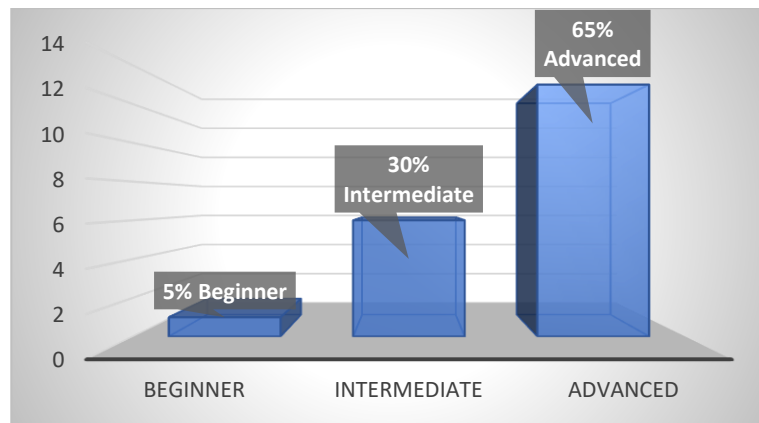 14
12
10
8
6
4
2
0
65%
Advanced
30%
Intermediate
5% Beginner
BEGINNER INTERMEDIATE ADVANCED